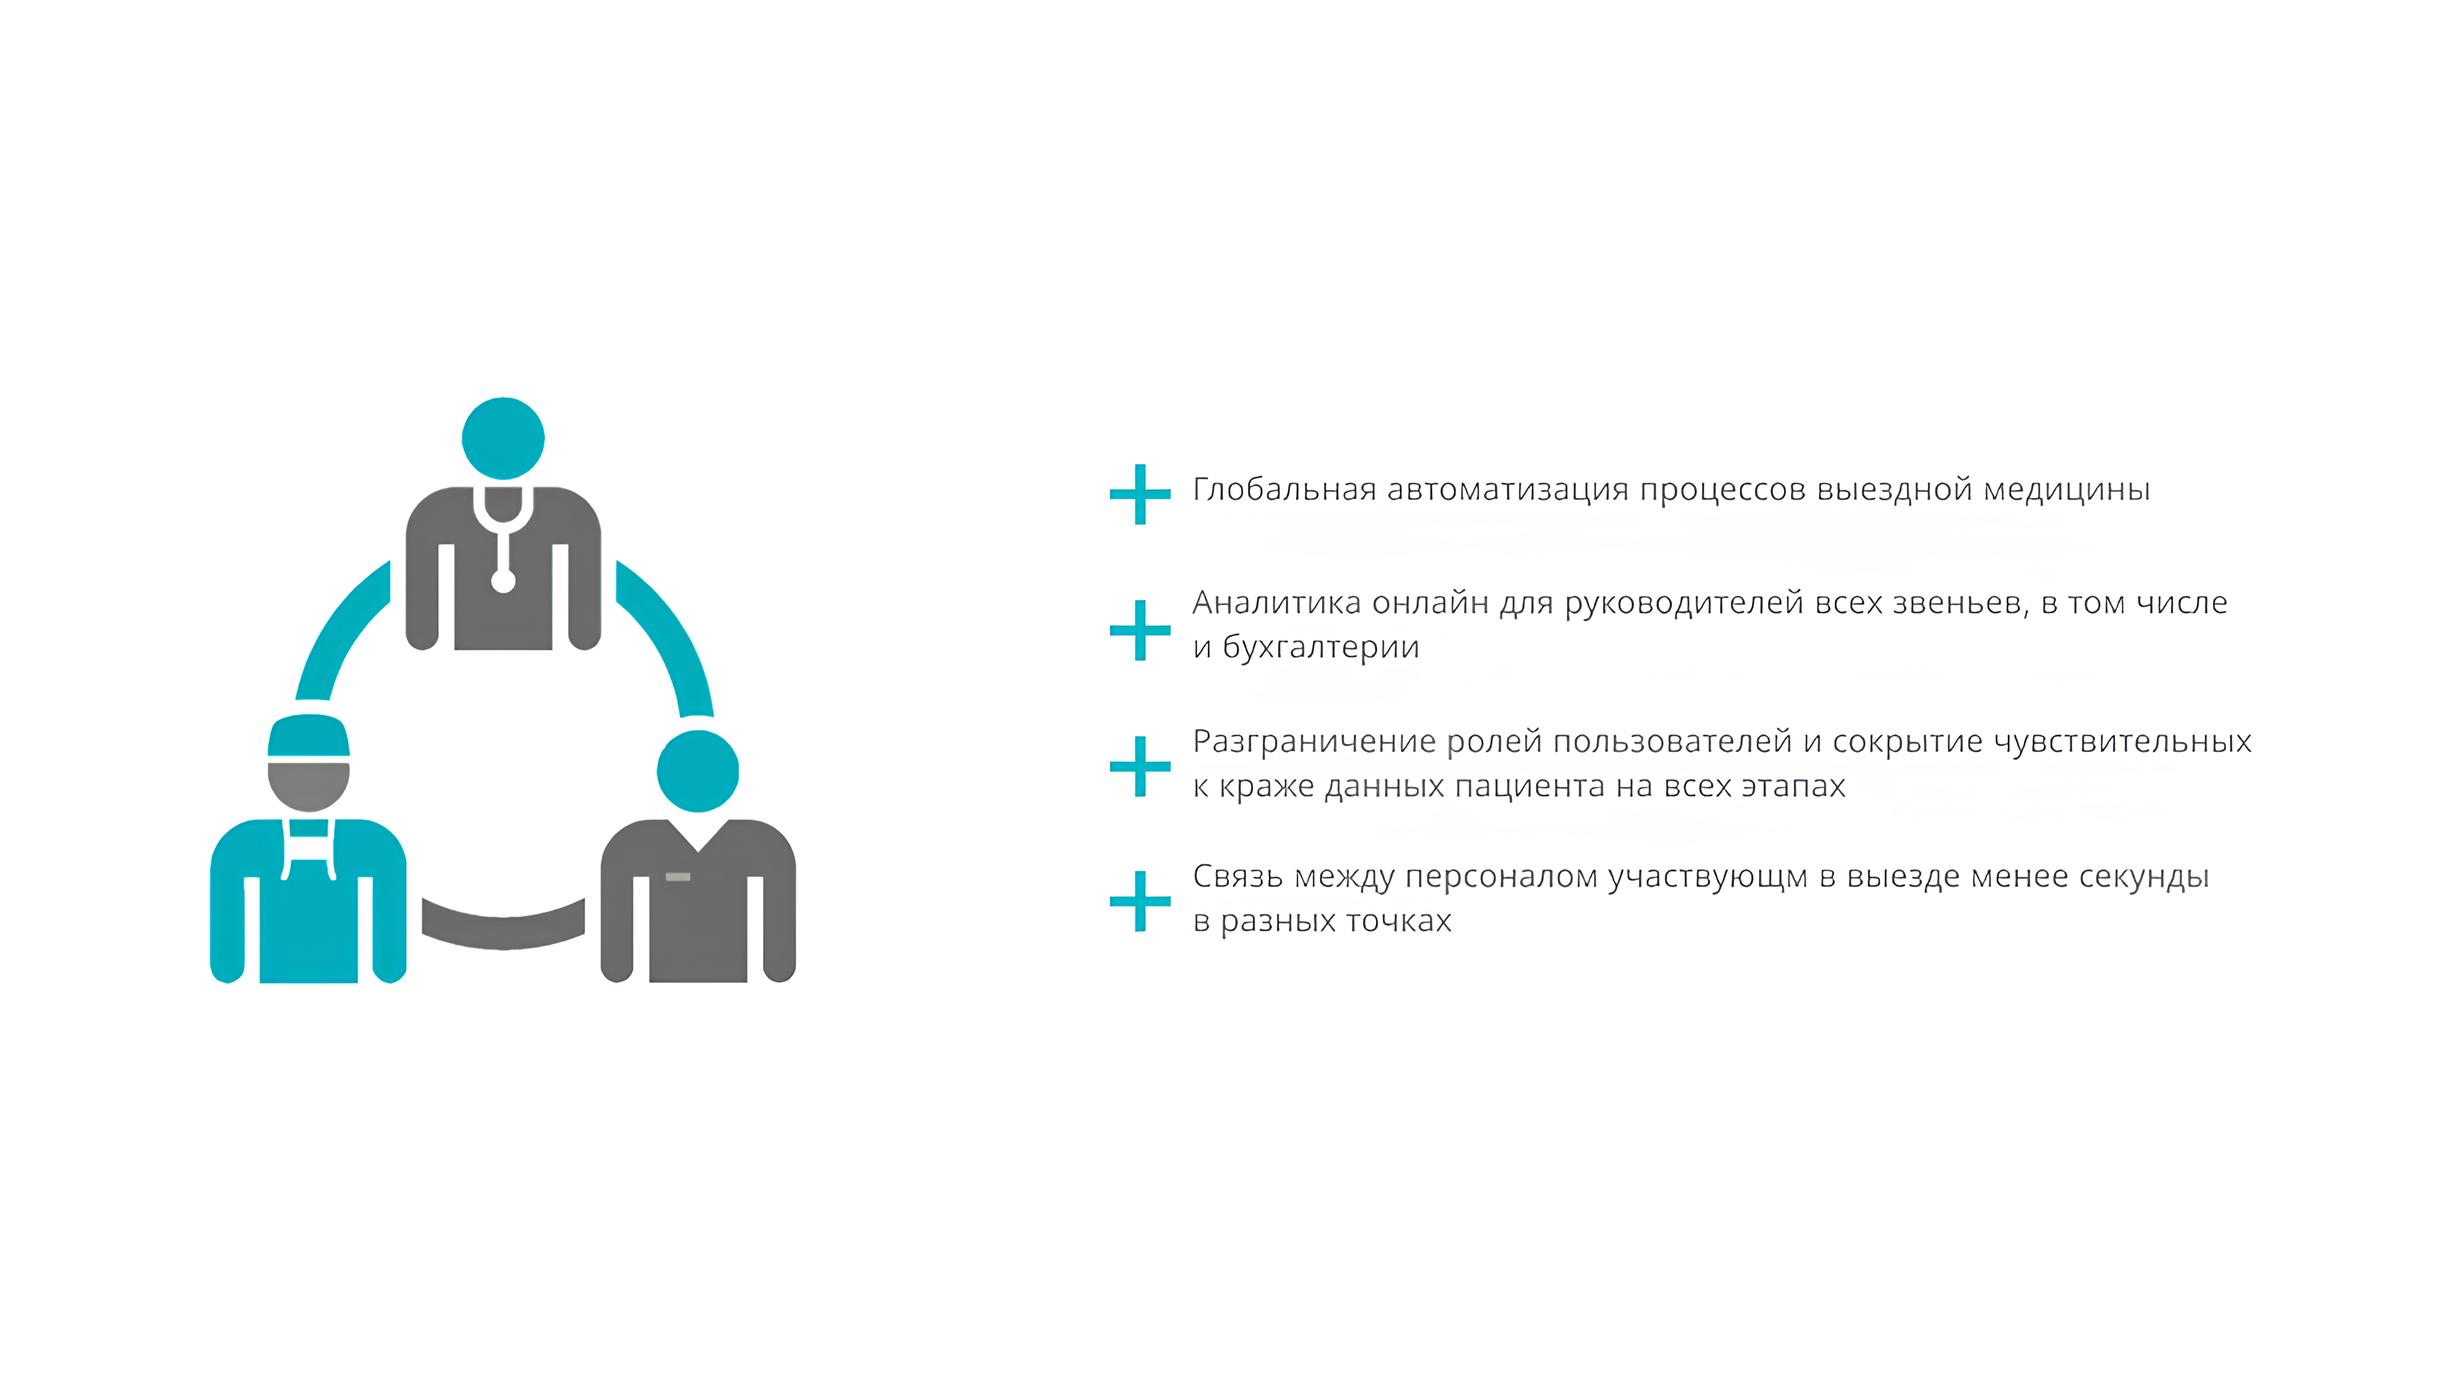 Глобальная автоматизация процессов выездной медицины
Аналитика онлайн для руководителей всех звеньев, в том числе
и бухгалтерии
Разграничение ролей пользователей и сокрытие чувствительных
к краже данных пациента на всех этапах
Связь между персоналом участвующм в выезде менее секунды
в разных точках